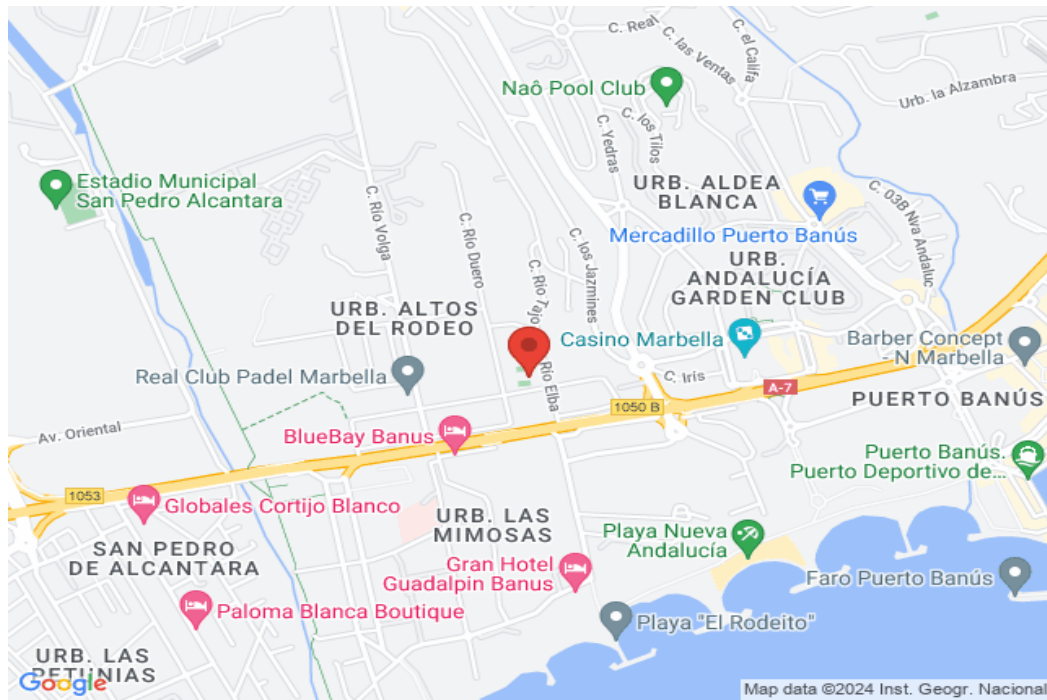 C. Real
C. las Ventas
C. el Califa
Naô Pool Club
Urb. la Alzambra
C. los Tilos
C. Yedras
Estadio Municipal
San Pedro Alcantara
URB. ALDEA
BLANCA
C. 03B Nva Andaluc
Mercadillo Puerto Banús
C. Río Volga
C. Río Duero
C. Río Tajo
C. los Jazmines
URB.
ANDALUCÍA
GARDEN CLUB
URB. ALTOS
DEL RODEO
Casino Marbella
Barber Concept
- N Marbella
Real Club Padel Marbella
Río Elba
C. Iris
A-7
1050 B
PUERTO BANÚS
Av. Oriental
BlueBay Banus
Puerto Banús.
Puerto Deportivo de...
1053
Globales Cortijo Blanco
URB. LAS
MIMOSAS
Playa Nueva
Andalucía
SAN PEDRO
DE ALCANTARA
Gran Hotel
Guadalpin Banus
Faro Puerto Banús
Paloma Blanca Boutique
Playa "El Rodeito"
URB. LAS
PETUNIAS
Google
Map data ©2024 Inst. Geogr. Nacional